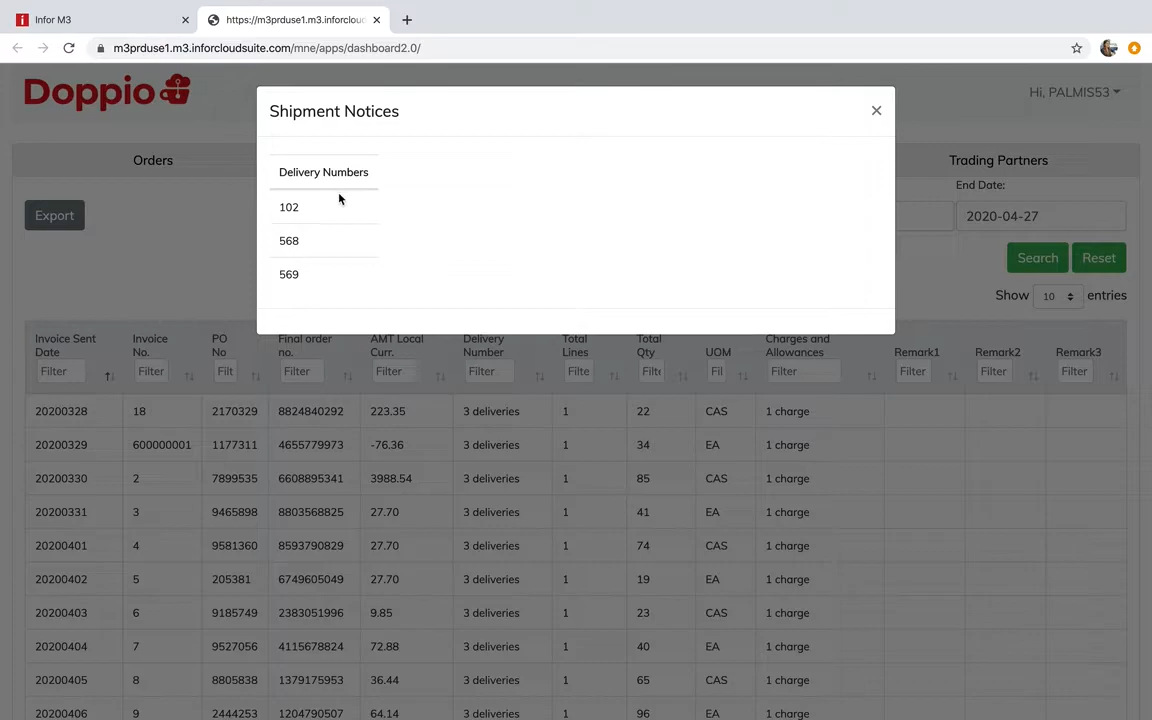 Infor M3
https://m3prduse1.m3.inforclou
m3prduse1.m3.inforcloudsuite.com/mne/apps/dashboard2.0/
Doppio
Hi, PALMIS53
Shipment Notices
Delivery Numbers
102
568
569
Orders
Trading Partners
End Date:
Export
2020-04-27
Search Reset
Show 10 entries
Invoice Sent Date Invoice No. PO No Final order no. AMT Local Curr. Delivery Number Total Lines Total Qty UOM Charges and Allowances Remark1 Remark2 Remark3
Filter Filter Filt Filter Filter Filter Filte Filte Fil Filter Filter Filter Filter
20200328 18 2170329 8824840292 223.35 3 deliveries 1 22 CAS 1 charge
20200329 600000001 1177311 4655779973 -76.36 3 deliveries 1 34 EA 1 charge
20200330 2 7899535 6608895341 3988.54 3 deliveries 1 85 CAS 1 charge
20200331 3 9465898 8803568825 27.70 3 deliveries 1 41 EA 1 charge
20200401 4 9581360 8593790829 27.70 3 deliveries 1 74 CAS 1 charge
20200402 5 205381 6749605049 27.70 3 deliveries 1 19 EA 1 charge
20200403 6 9185749 2383051996 9.85 3 deliveries 1 23 CAS 1 charge
20200404 7 9527056 4115678824 72.88 3 deliveries 1 40 EA 1 charge
20200405 8 8805838 1379175953 36.44 3 deliveries 1 65 CAS 1 charge
20200406 9 2444253 1204790507 64.14 3 deliveries 1 96 EA 1 charge